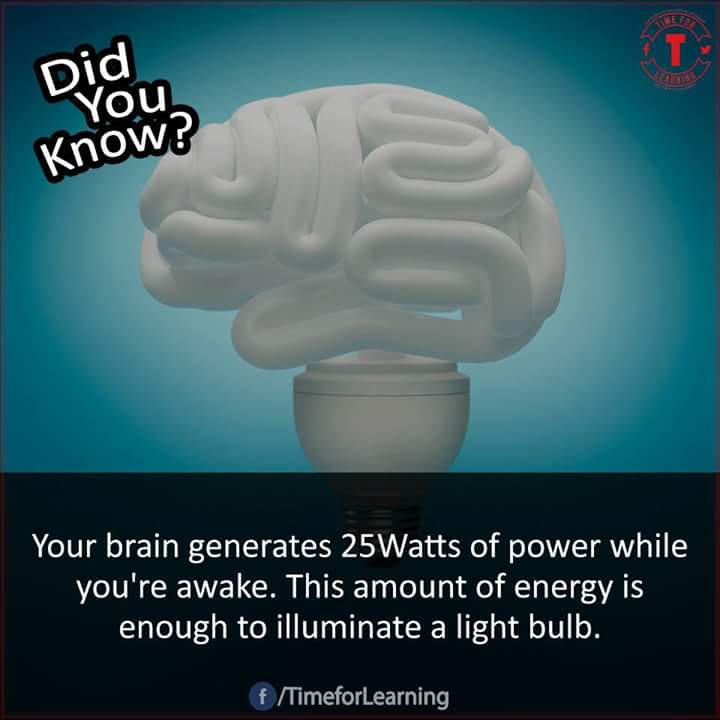 Did
You
Know?
TIME FOR
f T
LEARNING
Your brain generates 25Watts of power while
you're awake. This amount of energy is
enough to illuminate a light bulb.
f /TimeforLearning